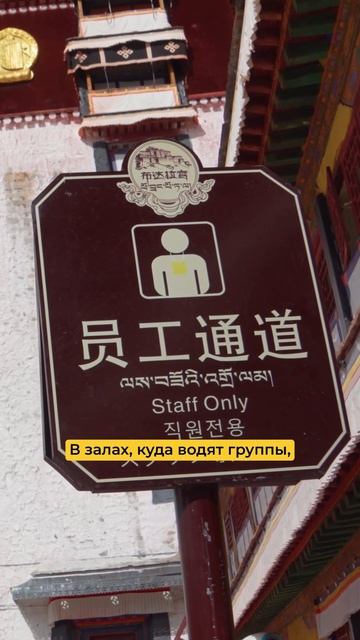 布达拉宫
员工通道
ལས་བཟོའི་འགྲོ་ལམ།
Staff Only
직원전용
В залах, куда водят группы,